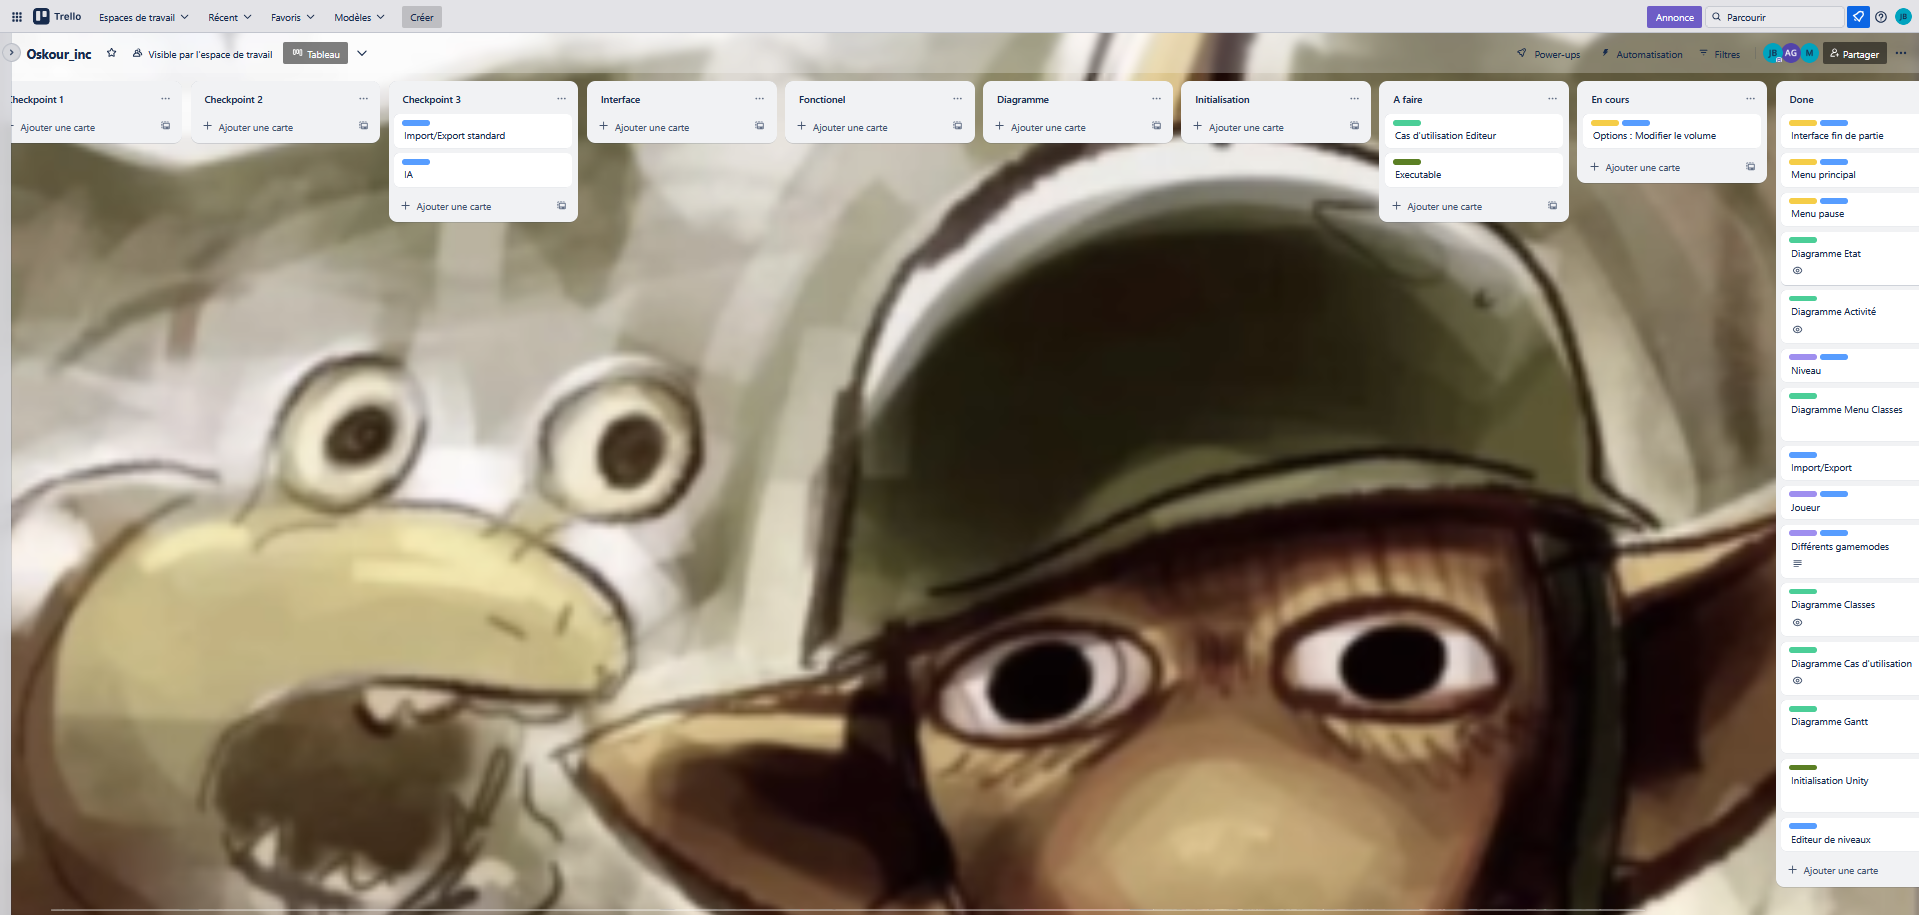 Trello Espaces de travail Récent Favoris Modèles Créer Annonce Parcourir JB
Oskour_inc Visible par l'espace de travail Tableau Power-ups Automatisation Filtres JB AG M Partager
Checkpoint 1
Ajouter une carte
Checkpoint 2
Ajouter une carte
Checkpoint 3
Import/Export standard
IA
Ajouter une carte
Interface
Ajouter une carte
Fonctionel
Ajouter une carte
Diagramme
Ajouter une carte
Initialisation
Ajouter une carte
A faire
Cas d'utilisation Editeur
Executable
Ajouter une carte
En cours
Options : Modifier le volume
Ajouter une carte
Done
Interface fin de partie
Menu principal
Menu pause
Diagramme Etat
Diagramme Activité
Niveau
Diagramme Menu Classes
Import/Export
Joueur
Différents gamemodes
Diagramme Classes
Diagramme Cas d'utilisation
Diagramme Gantt
Initialisation Unity
Editeur de niveaux
Ajouter une carte